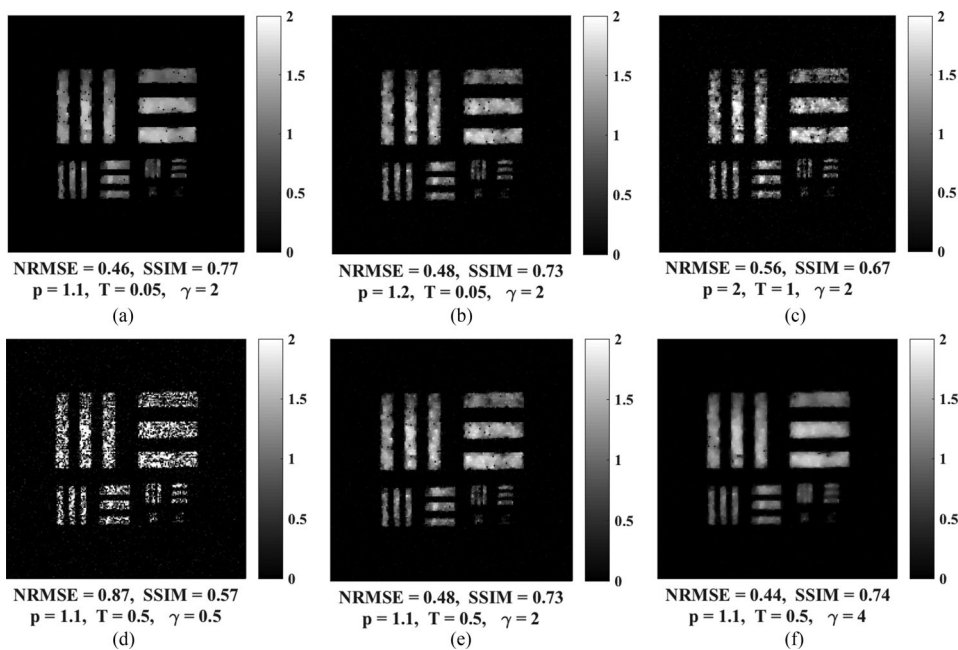 2
1.5
1
0.5
0
2
1.5
1
0.5
0
2
1.5
1
0.5
0
NRMSE = 0.46, SSIM = 0.77
p = 1.1, T = 0.05, γ = 2
(a)
NRMSE = 0.48, SSIM = 0.73
p = 1.2, T = 0.05, γ = 2
(b)
NRMSE = 0.56, SSIM = 0.67
p = 2, T = 1, γ = 2
(c)
2
1.5
1
0.5
0
2
1.5
1
0.5
0
2
1.5
1
0.5
0
NRMSE = 0.87, SSIM = 0.57
p = 1.1, T = 0.5, γ = 0.5
(d)
NRMSE = 0.48, SSIM = 0.73
p = 1.1, T = 0.5, γ = 2
(e)
NRMSE = 0.44, SSIM = 0.74
p = 1.1, T = 0.5, γ = 4
(f)